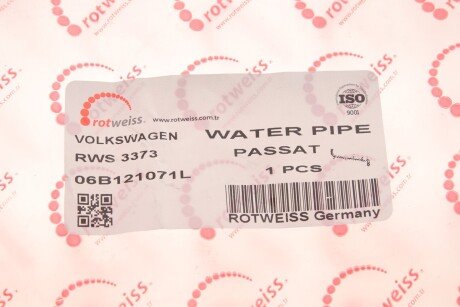 rotweiss.
www.rotweiss.com.tr
ISO
9001
VOLKSWAGEN
RWS 3373
06B121071L
WATER PIPE
PASSAT
1 PCS
ROTWEISS Germany